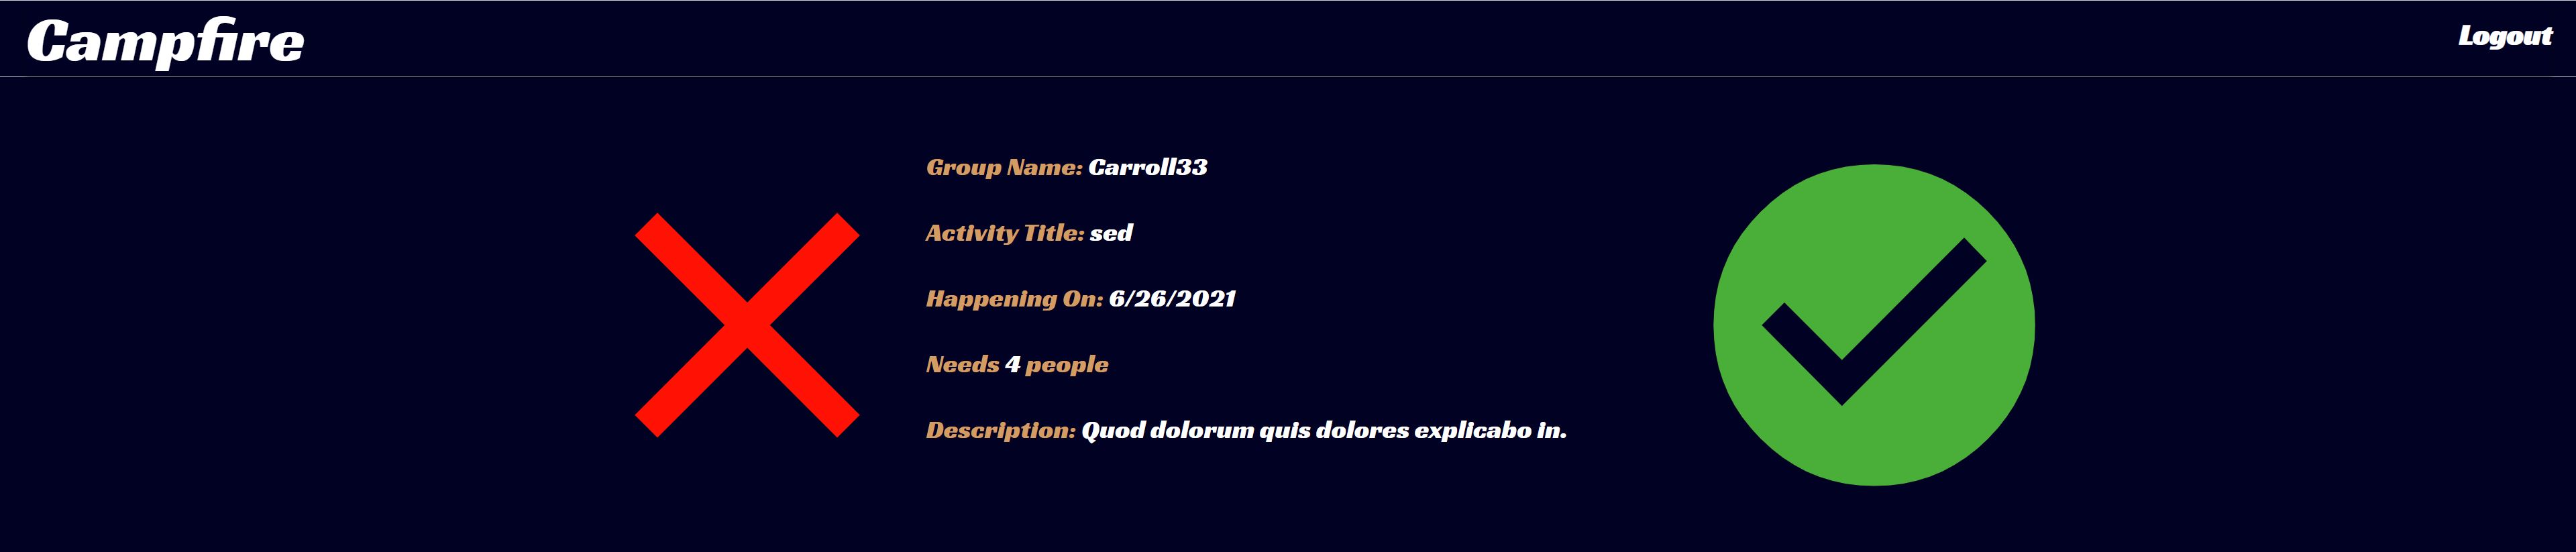 Campfire
Logout
Group Name: Carroll33
Activity Title: sed
Happening On: 6/26/2021
Needs 4 people
Description: Quod dolorum quis dolores explicabo in.